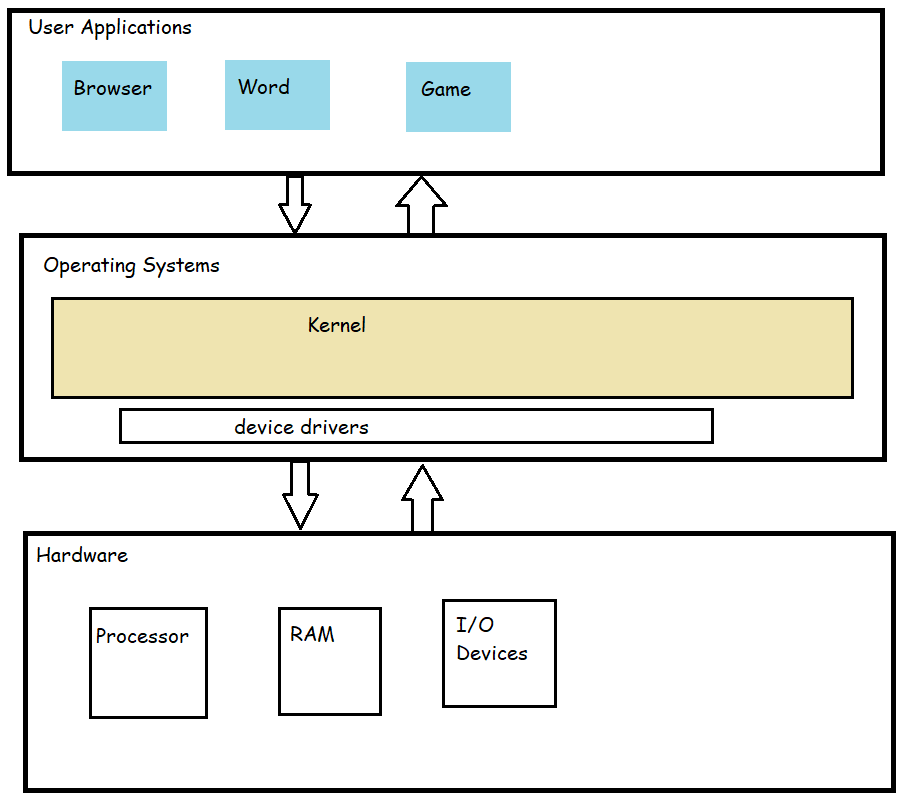 User Applications
Browser
Word
Game
Operating Systems
Kernel
device drivers
Hardware
Processor
RAM
I/O
Devices